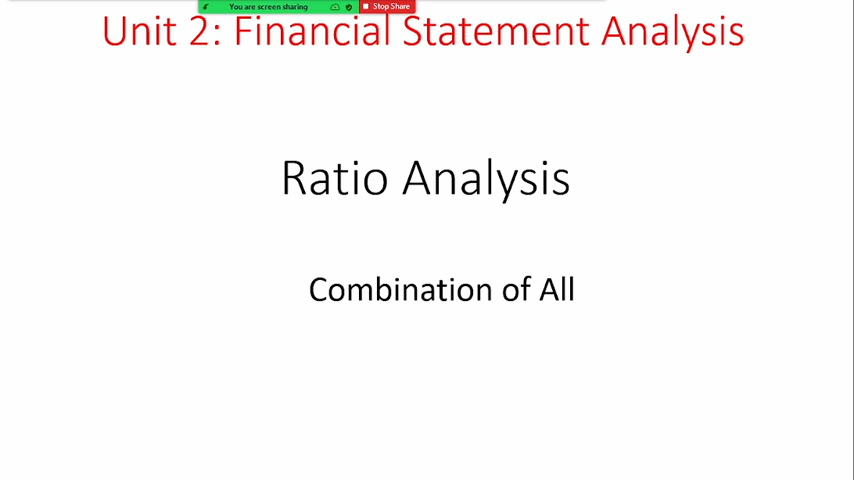 You are screen sharing
Stop Share
Unit 2: Financial Statement Analysis
Ratio Analysis
Combination of All